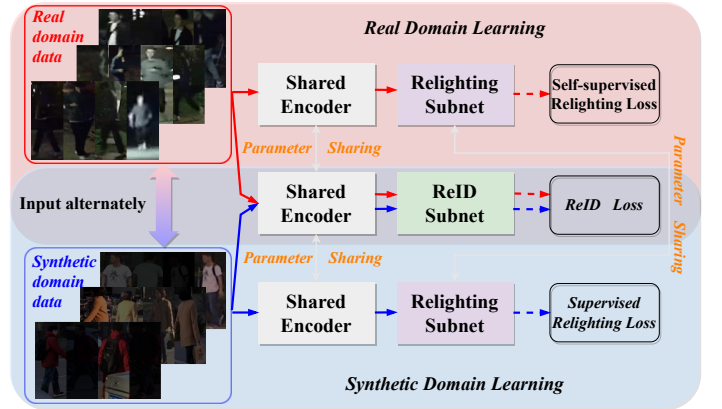 Real
domain
data
Real Domain Learning
Shared
Encoder
Relighting
Subnet
Self-supervised
Relighting Loss
Parameter Sharing
Input alternately
Shared
Encoder
ReID
Subnet
ReID Loss
Parameter Sharing
Parameter Sharing
Synthetic
domain
data
Shared
Encoder
Relighting
Subnet
Supervised
Relighting Loss
Synthetic Domain Learning